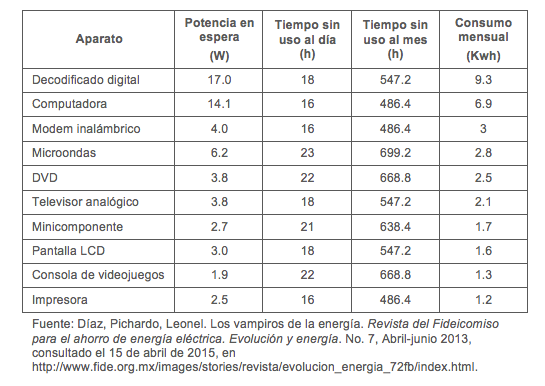 Aparato Potencia en espera (W) Tiempo sin uso al día (h) Tiempo sin uso al mes (h) Consumo mensual (Kwh)
Decodificado digital 17.0 18 547.2 9.3
Computadora 14.1 16 486.4 6.9
Modem inalámbrico 4.0 16 486.4 3
Microondas 6.2 23 699.2 2.8
DVD 3.8 22 668.8 2.5
Televisor analógico 3.8 18 547.2 2.1
Minicomponente 2.7 21 638.4 1.7
Pantalla LCD 3.0 18 547.2 1.6
Consola de videojuegos 1.9 22 668.8 1.3
Impresora 2.5 16 486.4 1.2
Fuente: Díaz, Pichardo, Leonel. Los vampiros de la energía. Revista del Fideicomiso
para el ahorro de energía eléctrica. Evolución y energía. No. 7, Abril-junio 2013,
consultado el 15 de abril de 2015, en
http://www.fide.org.mx/images/stories/revista/evolucion_energia_72fb/index.html.